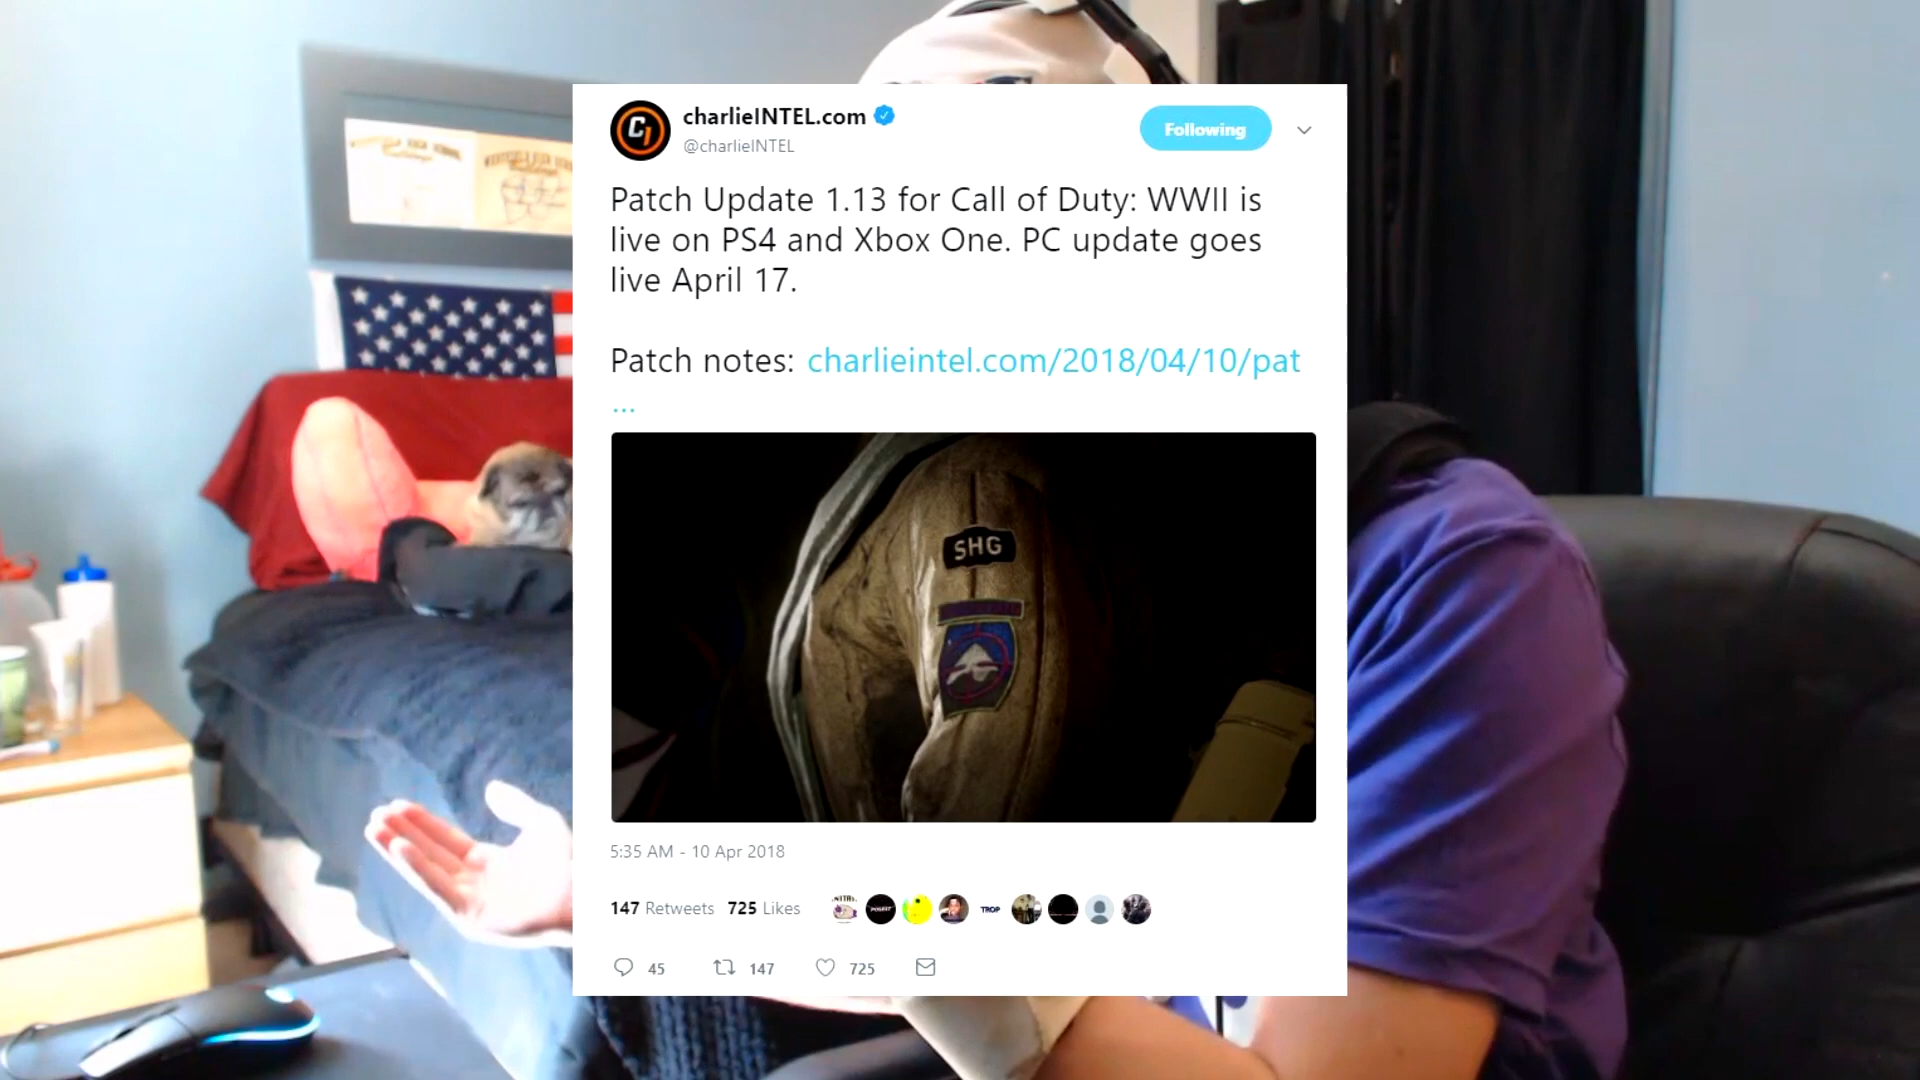 charlieINTEL.com
@charlieINTEL
Following
Patch Update 1.13 for Call of Duty: WWII is
live on PS4 and Xbox One. PC update goes
live April 17.
Patch notes: charlieintel.com/2018/04/10/pat
...
SHG
5:35 AM - 10 Apr 2018
147 Retweets 725 Likes
TROP
45 147 725